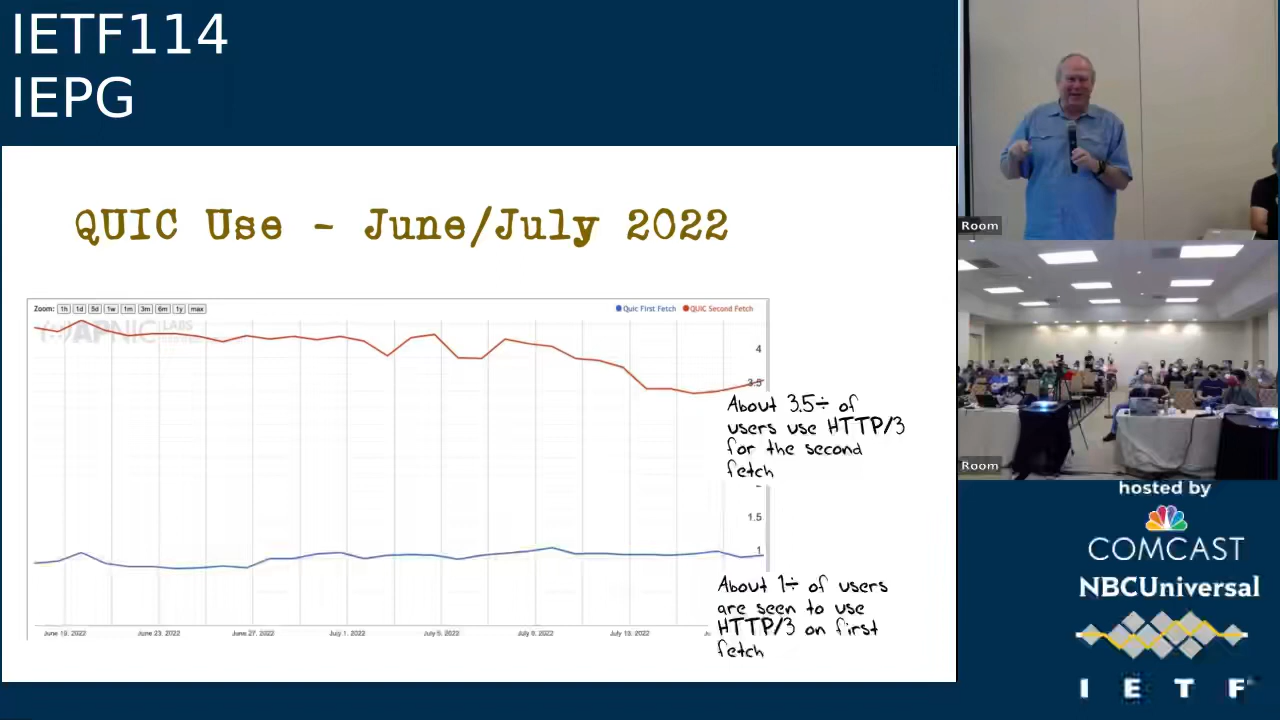 IETF114
IEPG
QUIC Use - June/July 2022
Zoom: 1h 1d 5d 1w 1m 3m 6m 1y max
Quic First Fetch QUIC Second Fetch
APNIC LABS
4
3.5
About 3.5÷ of
users use HTTP/3
for the second
fetch
1.5
1
About 1÷ of users
are seen to use
HTTP/3 on first
fetch
June 19, 2022 June 23, 2022 June 27, 2022 July 1, 2022 July 5, 2022 July 9, 2022 July 13, 2022
Room
Room
hosted by
COMCAST
NBCUniversal
I E T F